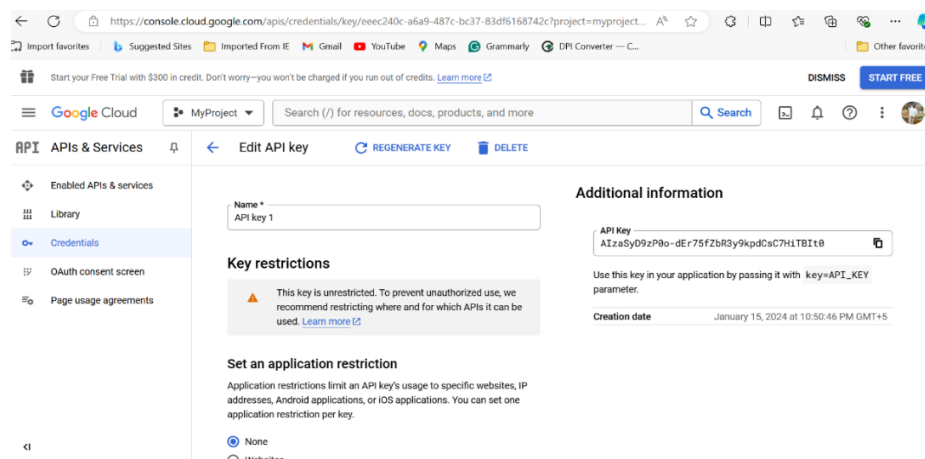 https://console.cloud.google.com/apis/credentials/key/eeec240c-a6a9-487c-bc37-83df6168742c?project=myproject...
Import favorites Suggested Sites Imported From IE Gmail YouTube Maps Grammarly DPI Converter — C... Other favorite
Start your Free Trial with $300 in credit. Don't worry—you won't be charged if you run out of credits. Learn more DISMISS START FREE
Google Cloud MyProject Search (/) for resources, docs, products, and more Search
API APIs & Services
Enabled APIs & services
Library
Credentials
OAuth consent screen
Page usage agreements
Edit API key REGENERATE KEY DELETE
Name *
API key 1
Key restrictions
This key is unrestricted. To prevent unauthorized use, we
recommend restricting where and for which APIs it can be
used. Learn more
Set an application restriction
Application restrictions limit an API key's usage to specific websites, IP
addresses, Android applications, or iOS applications. You can set one
application restriction per key.
None
Websites
Additional information
API Key
AIzaSyD9zP0o-dEr75fZbR3y9kpdCsC7HiTBIt0
Use this key in your application by passing it with key=API_KEY
parameter.
Creation date January 15, 2024 at 10:50:46 PM GMT+5